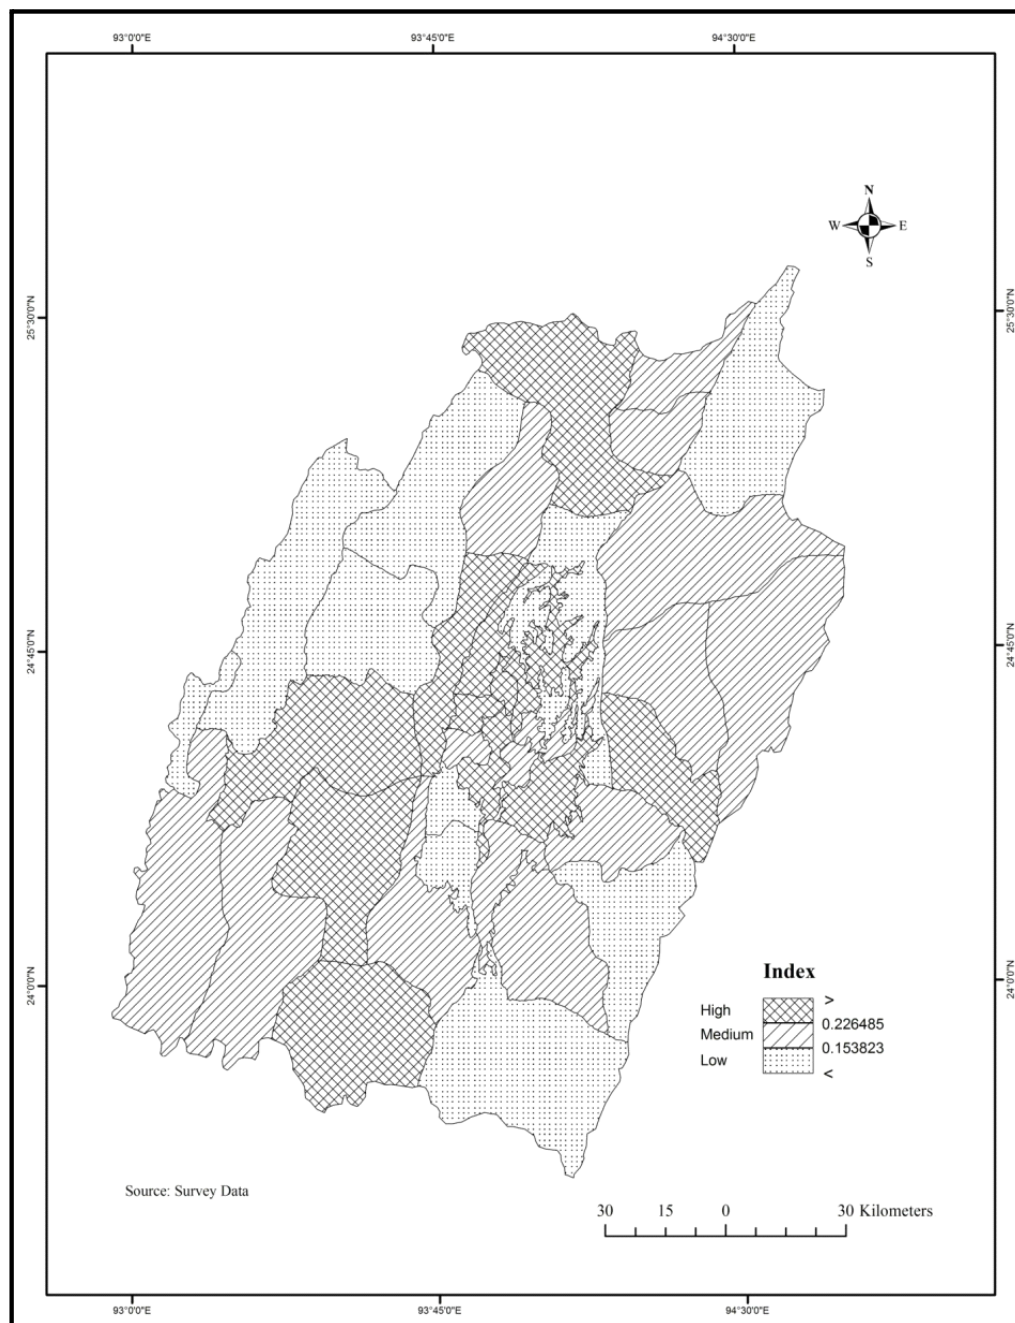 93°0'0"E 93°45'0"E 94°30'0"E
N
W E
S
25°30'0"N 25°30'0"N
24°45'0"N 24°45'0"N
24°0'0"N 24°0'0"N
Index
>
High
0.226485
Medium
0.153823
Low
<
Source: Survey Data
30 15 0 30 Kilometers
93°0'0"E 93°45'0"E 94°30'0"E